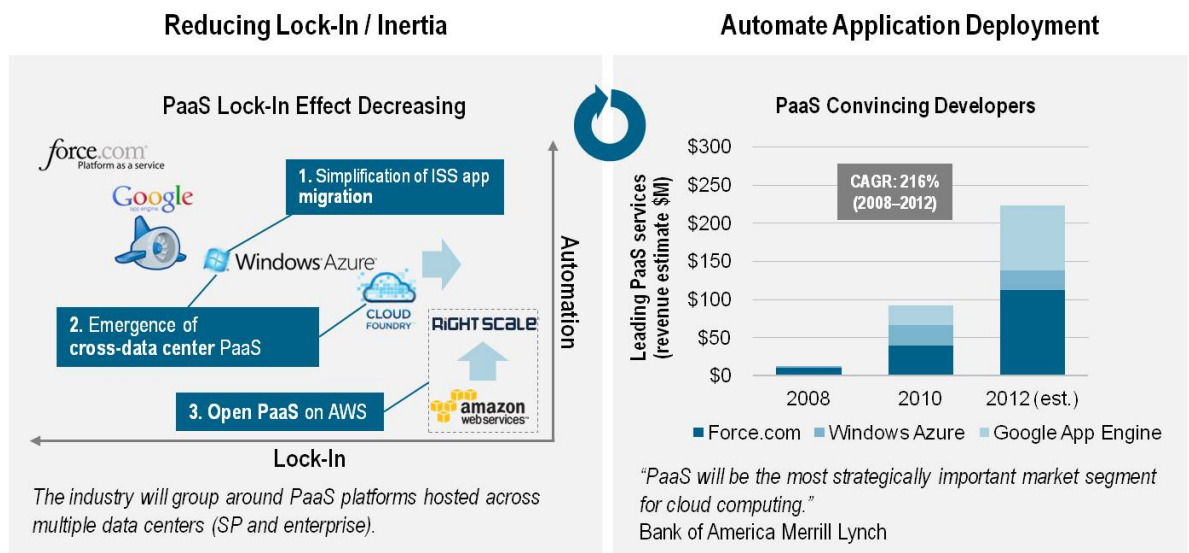 Reducing Lock-In / Inertia
PaaS Lock-In Effect Decreasing
force.com
Platform as a service
Google
app engine
1. Simplification of ISS app
migration
Windows Azure
CLOUD
FOUNDRY
2. Emergence of
cross-data center PaaS
RIGHTSCALE
3. Open PaaS on AWS
amazon
webservices™
Automation
Lock-In
The industry will group around PaaS platforms hosted across
multiple data centers (SP and enterprise).
Automate Application Deployment
PaaS Convincing Developers
Leading PaaS services
(revenue estimate $M)
$300
$250
$200
$150
$100
$50
$0
CAGR: 216%
(2008–2012)
2008 2010 2012 (est.)
Force.com Windows Azure Google App Engine
“PaaS will be the most strategically important market segment
for cloud computing.”
Bank of America Merrill Lynch